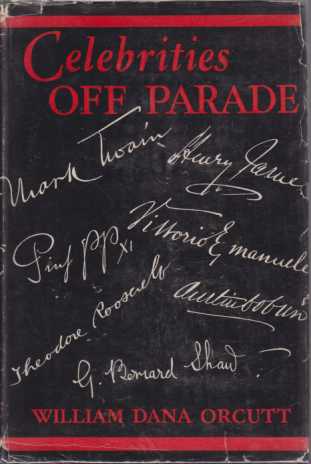 Celebrities
OFF PARADE
Mark Twain
Henry James
Vittorio Emanuele
Pius PP XI
Austin Dobson
Theodore Roosevelt
G. Bernard Shaw
WILLIAM DANA ORCUTT